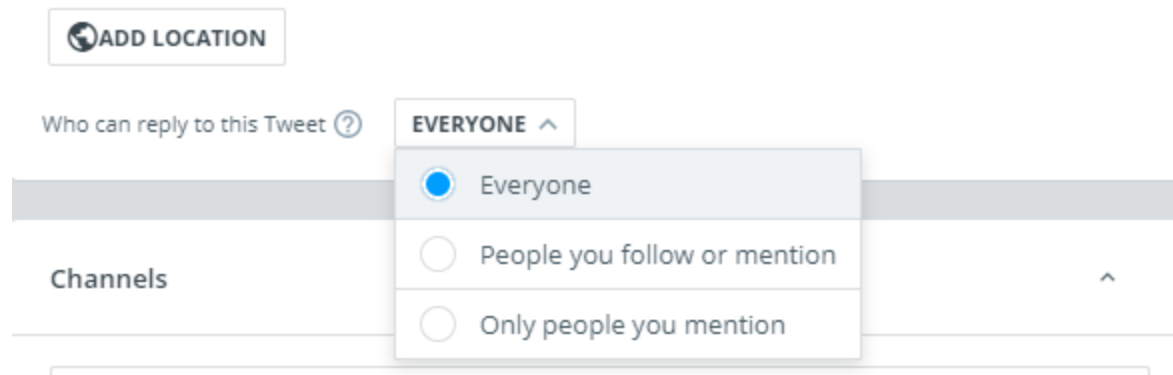 ADD LOCATION
Who can reply to this Tweet ? EVERYONE
Everyone
People you follow or mention
Channels
Only people you mention